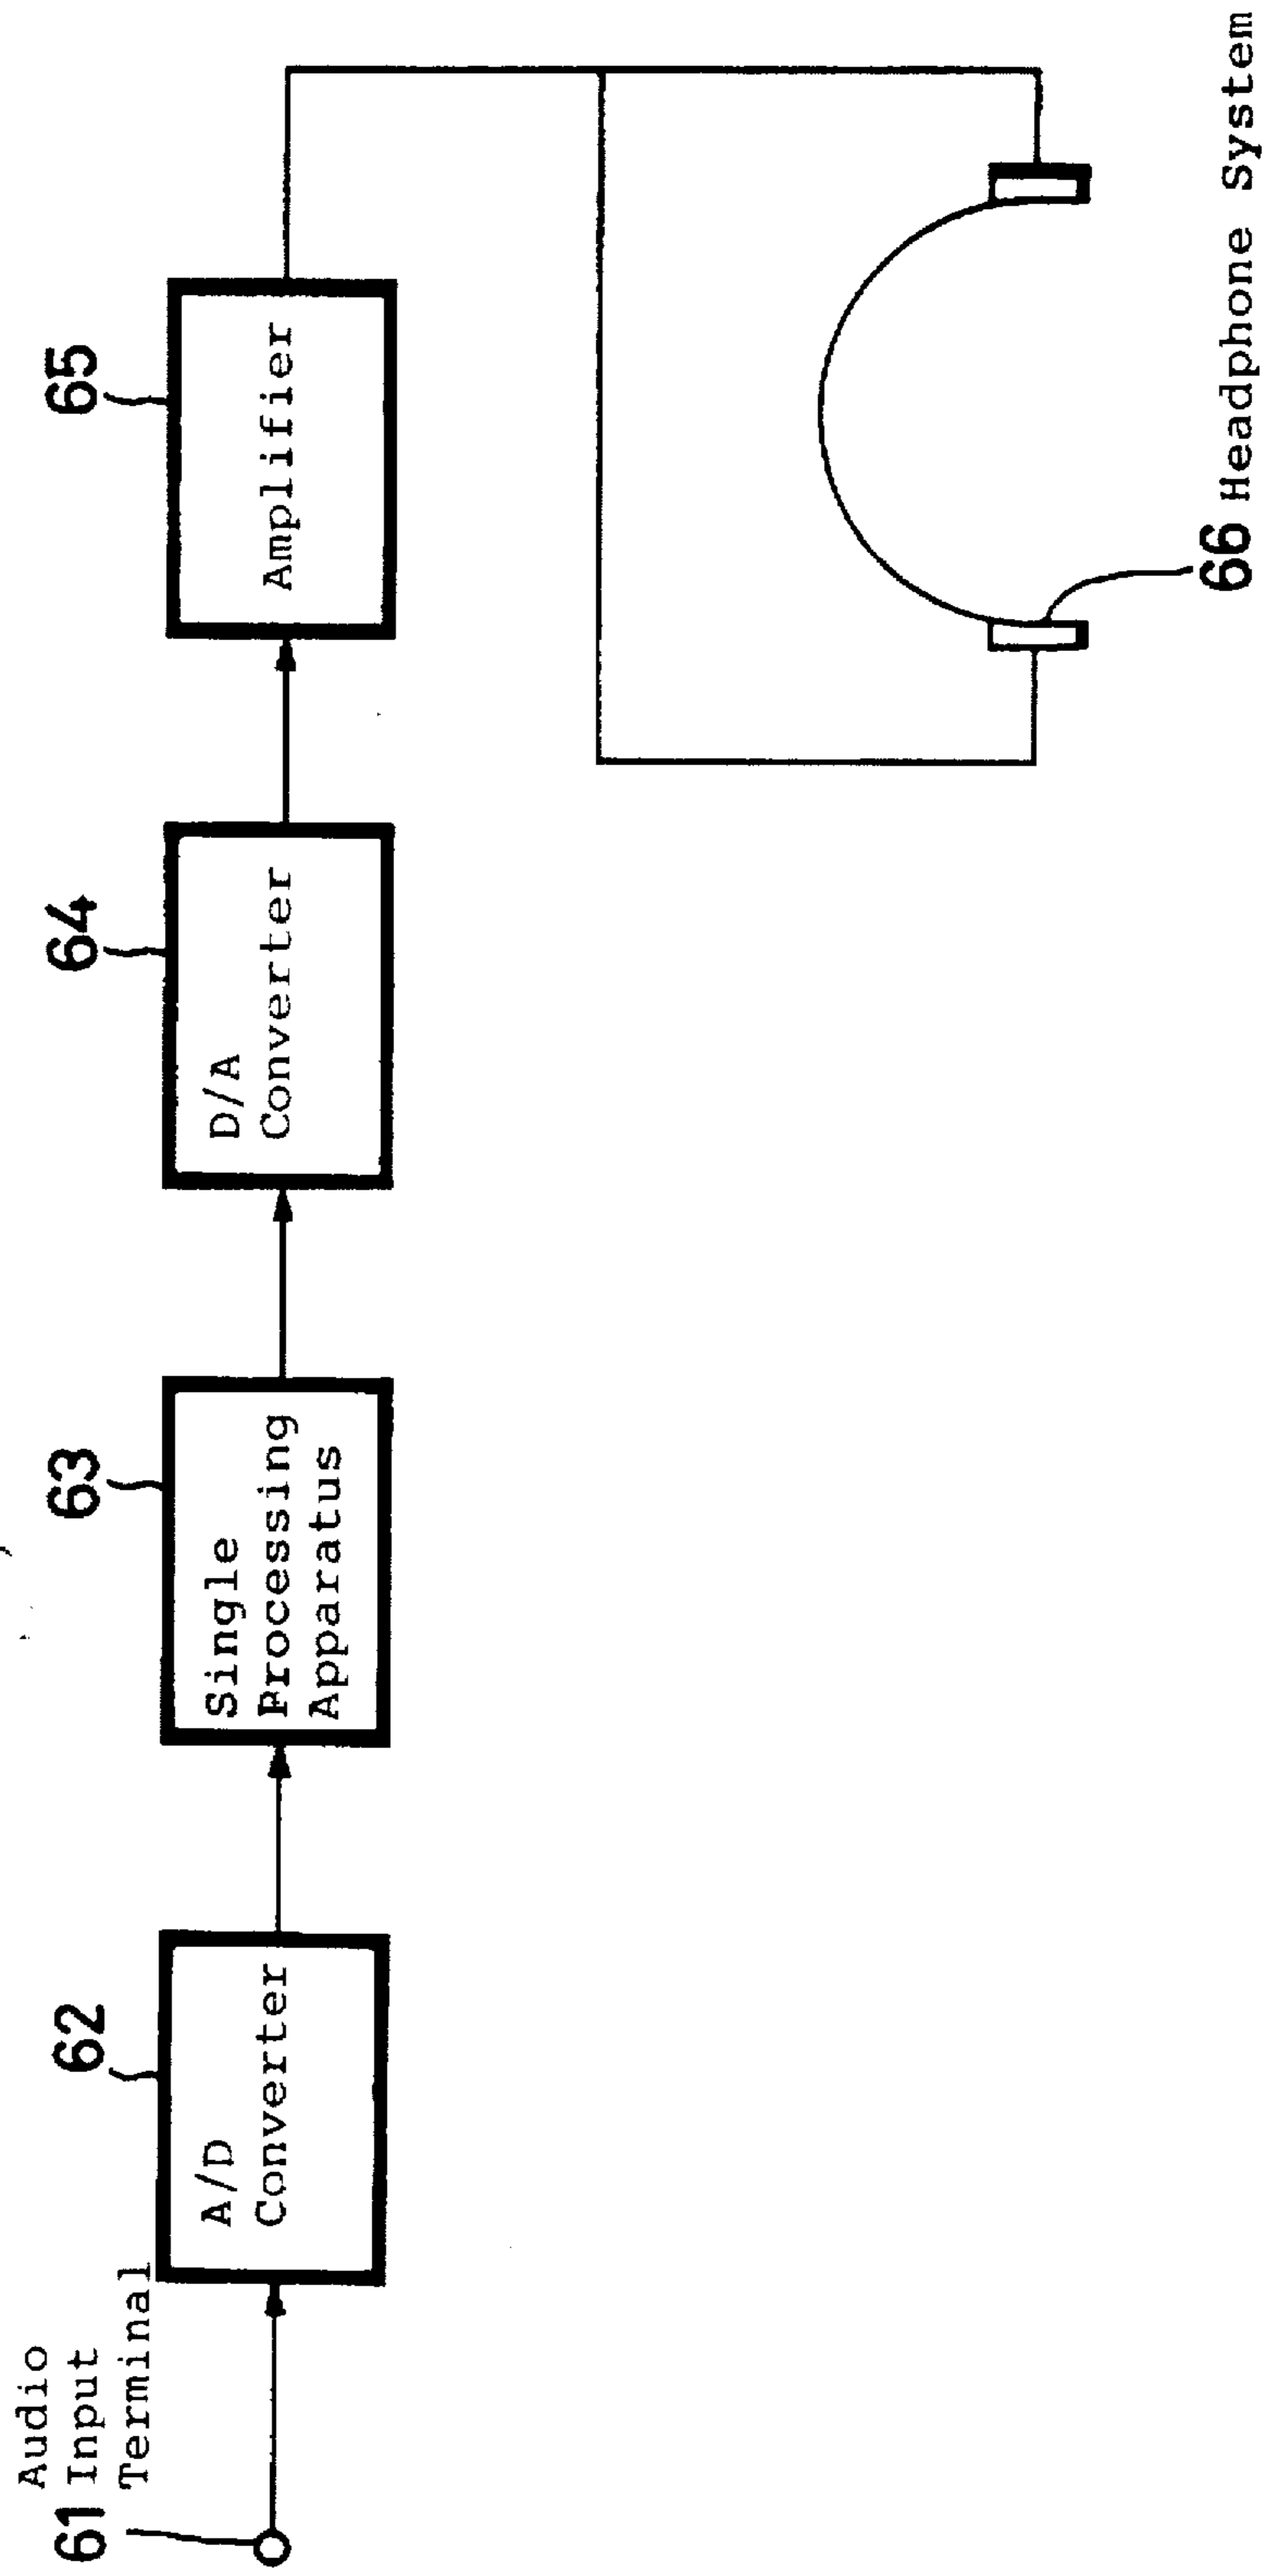 Audio
61 Input
Terminal
62
A/D
Converter
63
Single
Processing
Apparatus
64
D/A
Converter
65
Amplifier
66 Headphone System